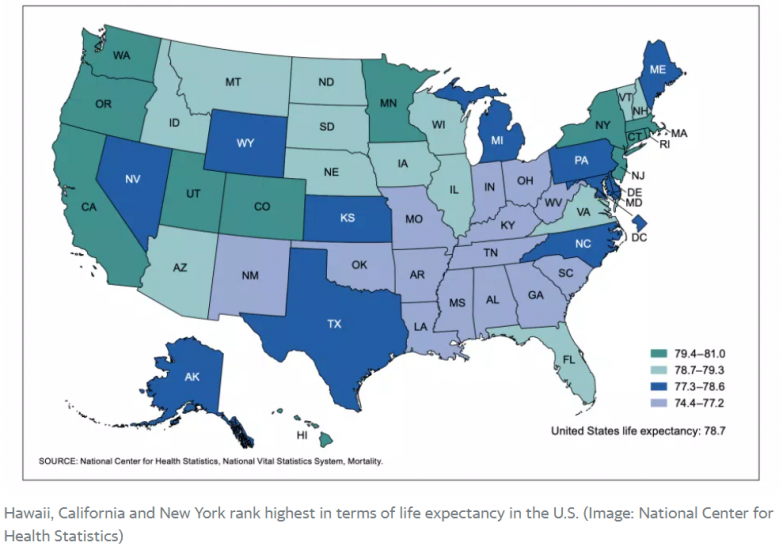 WA
MT
ND
MN
ME
OR
ID
SD
WI
VT
NH
NY
MA
CT
RI
MI
WY
NE
IA
PA
NJ
NV
UT
CO
KS
IL
IN
OH
DE
MD
WV
VA
DC
CA
MO
KY
NC
AZ
NM
OK
AR
TN
SC
MS
AL
GA
LA
TX
FL
AK
HI
79.4–81.0
78.7–79.3
77.3–78.6
74.4–77.2
United States life expectancy: 78.7
SOURCE: National Center for Health Statistics, National Vital Statistics System, Mortality.
Hawaii, California and New York rank highest in terms of life expectancy in the U.S. (Image: National Center for
Health Statistics)